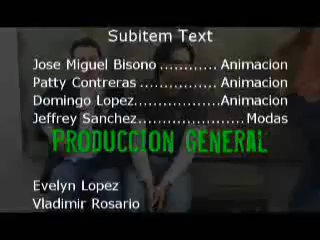 Subitem Text
Jose Miguel Bisono ............ Animacion
Patty Contreras ................ Animacion
Domingo Lopez..................Animacion
Jeffrey Sanchez......................Modas
PRODUCCION GENERAL
Evelyn Lopez
Vladimir Rosario